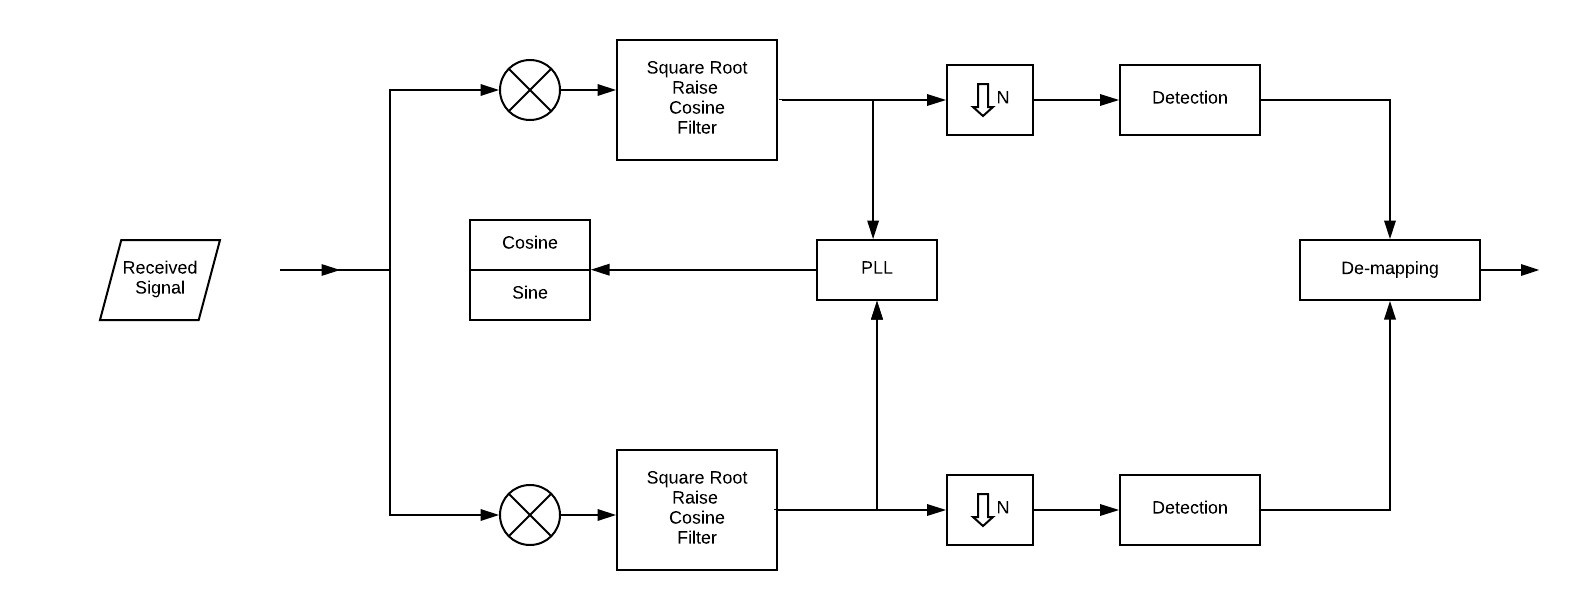 Square Root
Raise
Cosine
Filter
N
Detection
Received
Signal
Cosine
Sine
PLL
De-mapping
Square Root
Raise
Cosine
Filter
N
Detection